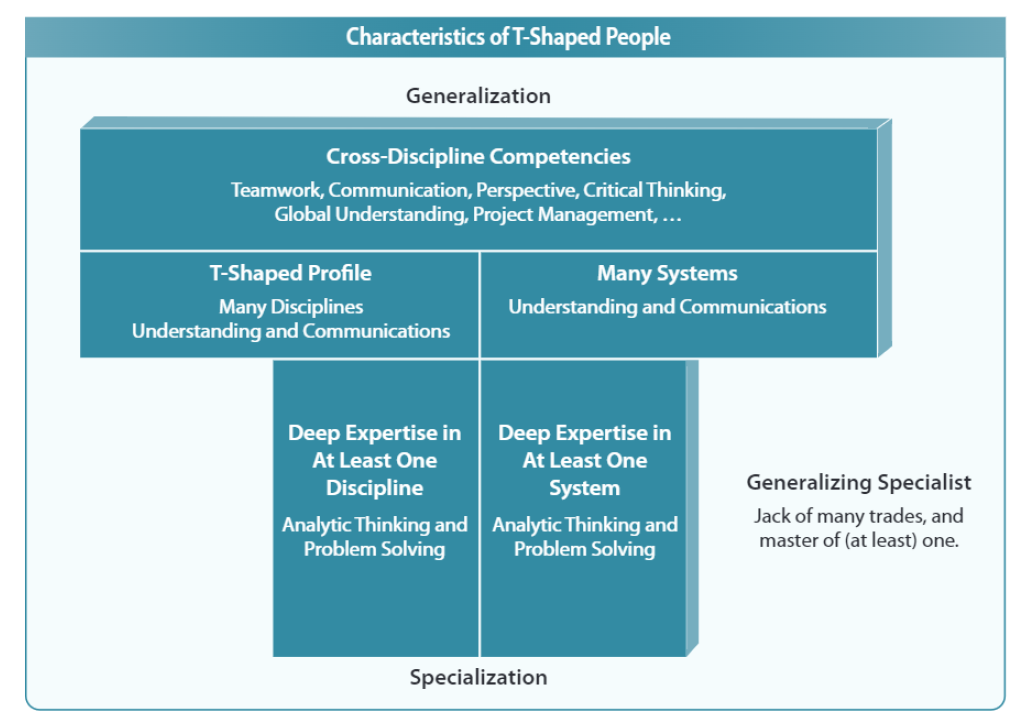 Characteristics of T-Shaped People
Generalization
Cross-Discipline Competencies
Teamwork, Communication, Perspective, Critical Thinking,
Global Understanding, Project Management, …
T-Shaped Profile
Many Disciplines
Understanding and Communications
Many Systems
Understanding and Communications
Deep Expertise in
At Least One
Discipline
Analytic Thinking and
Problem Solving
Deep Expertise in
At Least One
System
Analytic Thinking and
Problem Solving
Generalizing Specialist
Jack of many trades, and
master of (at least) one.
Specialization